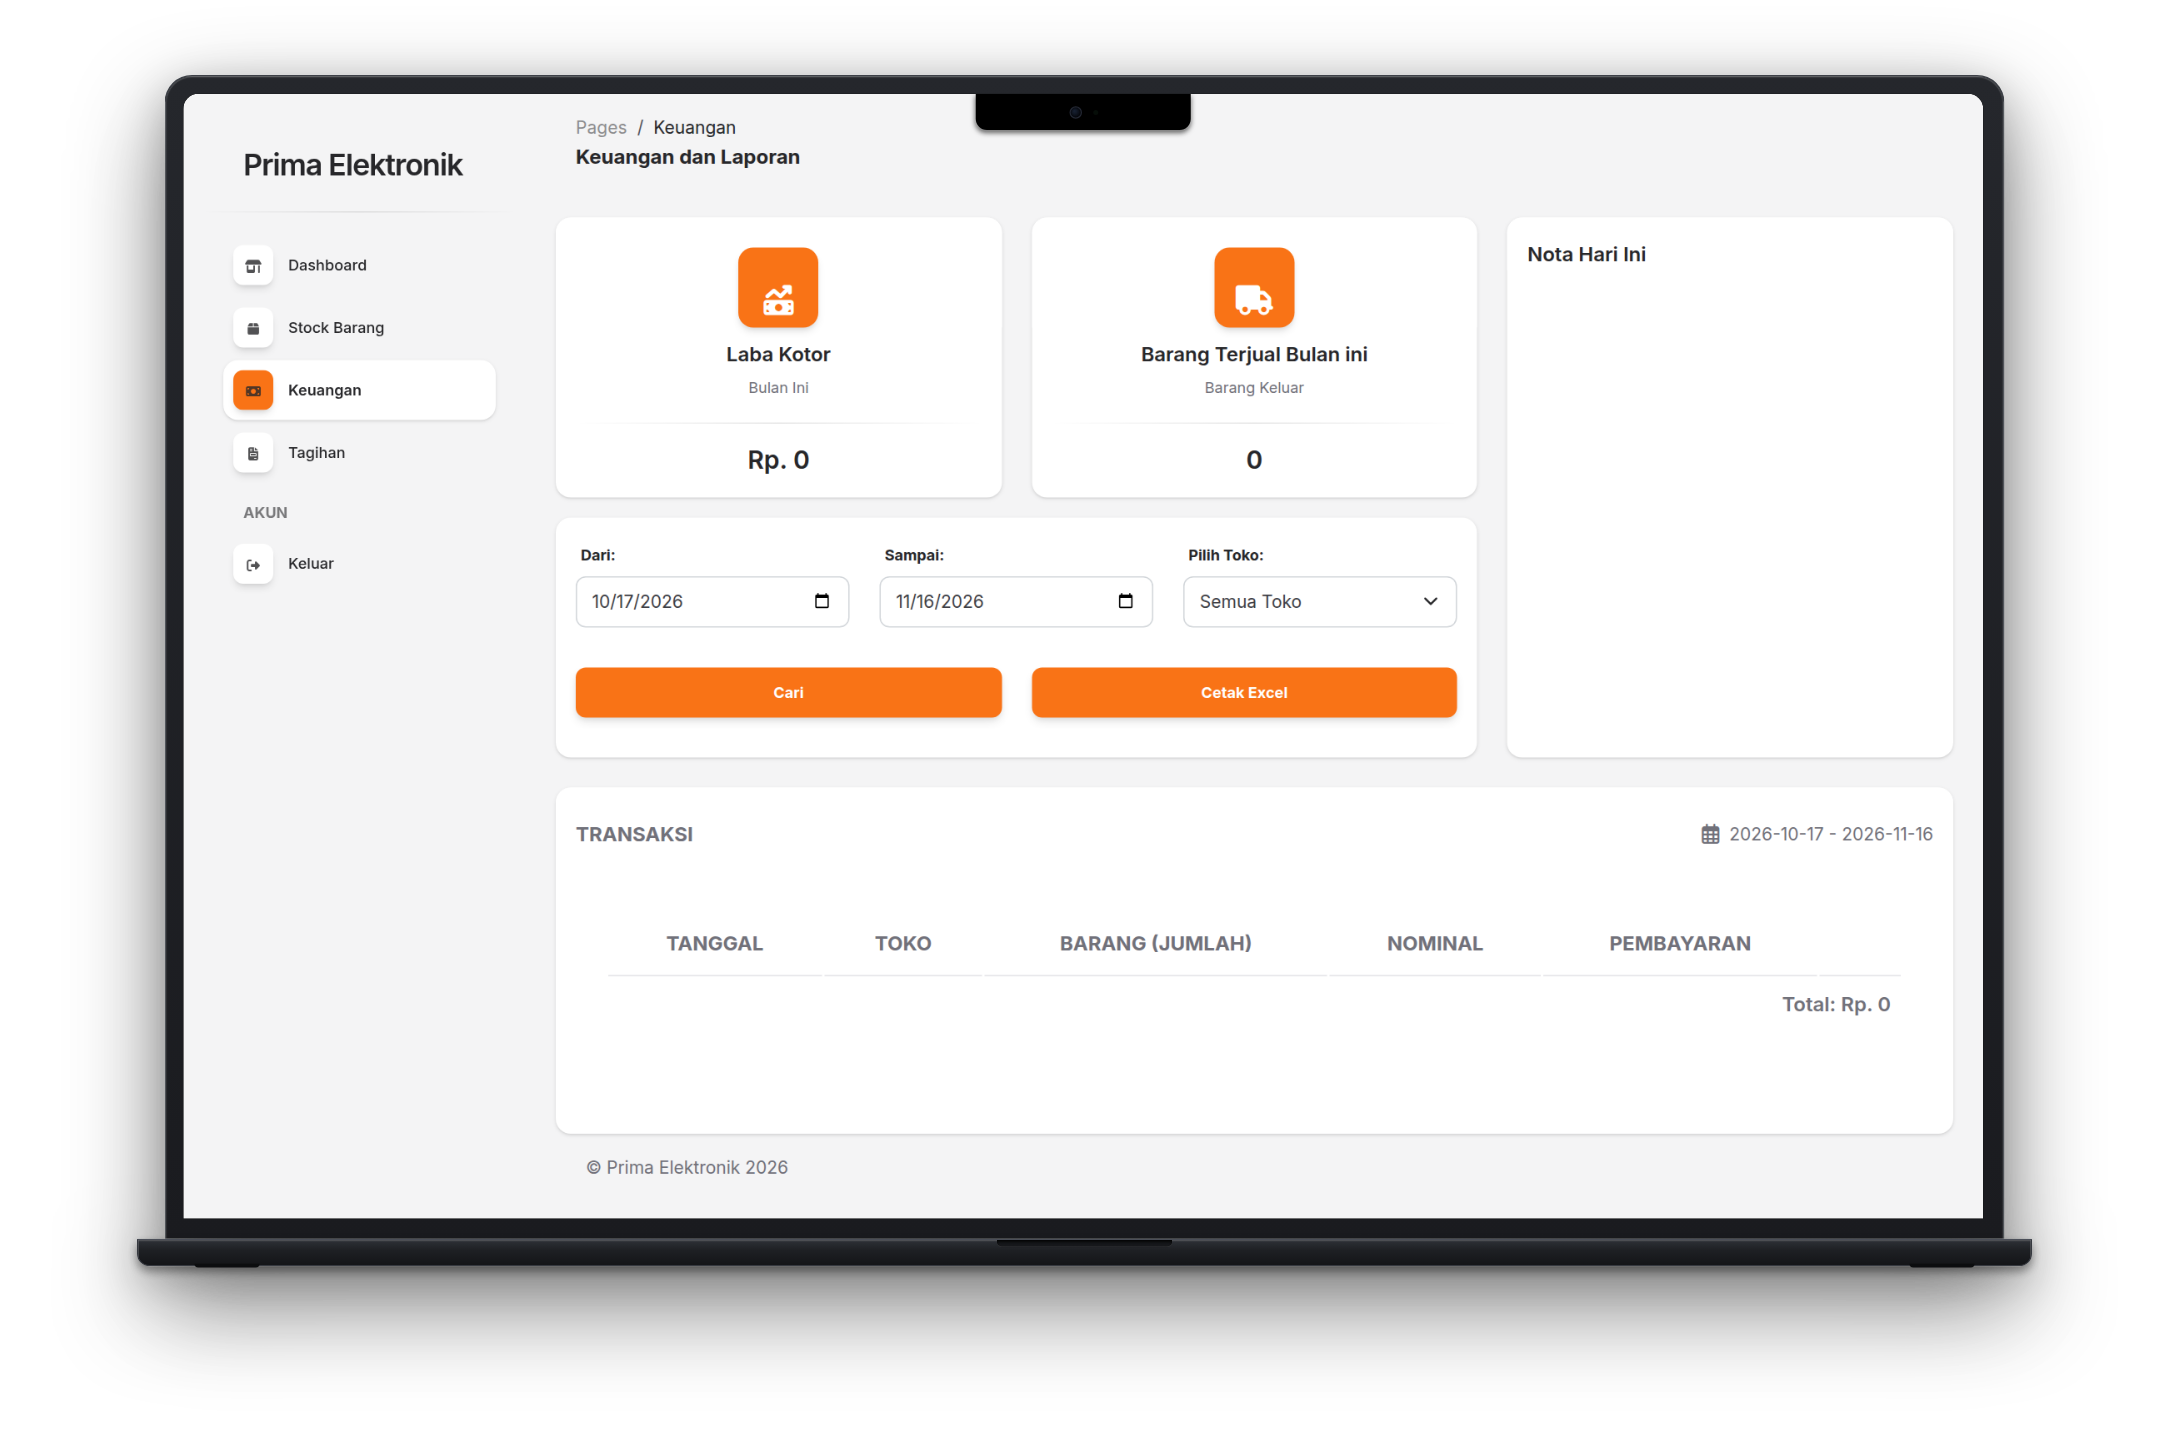 Prima Elektronik
Dashboard
Stock Barang
Keuangan
Tagihan
AKUN
Keluar
Pages / Keuangan
Keuangan dan Laporan
Laba Kotor
Bulan Ini
Rp. 0
Barang Terjual Bulan ini
Barang Keluar
0
Nota Hari Ini
Dari:
10/17/2026
Sampai:
11/16/2026
Pilih Toko:
Semua Toko
Cari
Cetak Excel
TRANSAKSI
2026-10-17 - 2026-11-16
TANGGAL TOKO BARANG (JUMLAH) NOMINAL PEMBAYARAN
Total: Rp. 0
© Prima Elektronik 2026